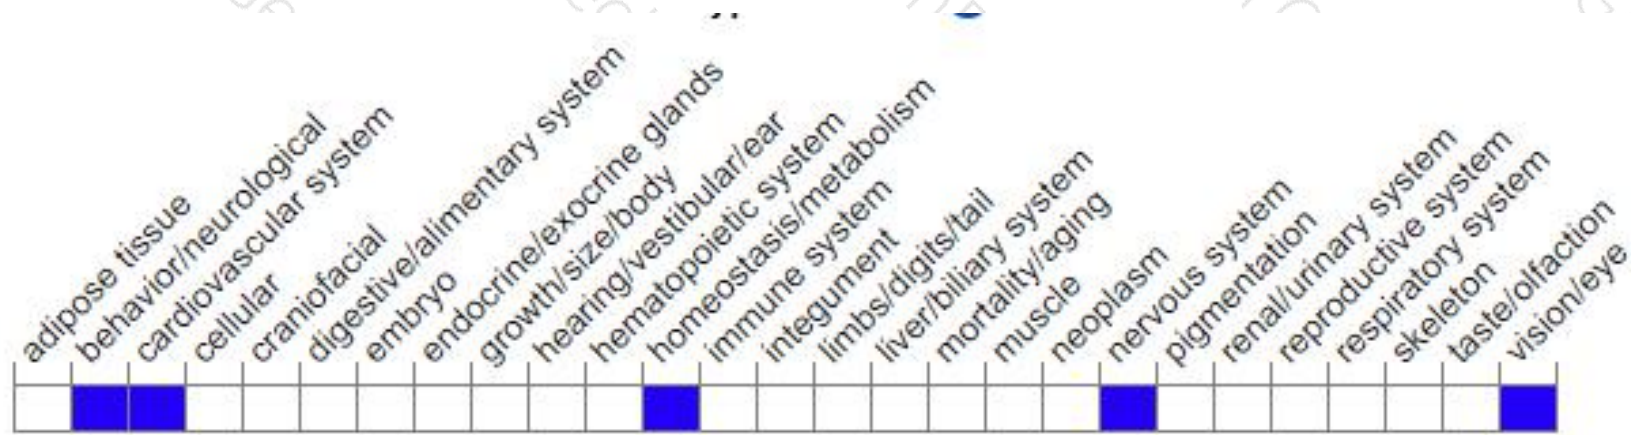 adipose tissue
behavior/neurological
cardiovascular system
cellular
craniofacial
digestive/alimentary system
embryo
endocrine/exocrine glands
growth/size/body
hearing/vestibular/ear
hematopoietic system
homeostasis/metabolism
immune system
integument
limbs/digits/tail
liver/biliary system
mortality/aging
muscle
neoplasm
nervous system
pigmentation
renal/urinary system
reproductive system
respiratory system
skeleton
taste/olfaction
vision/eye